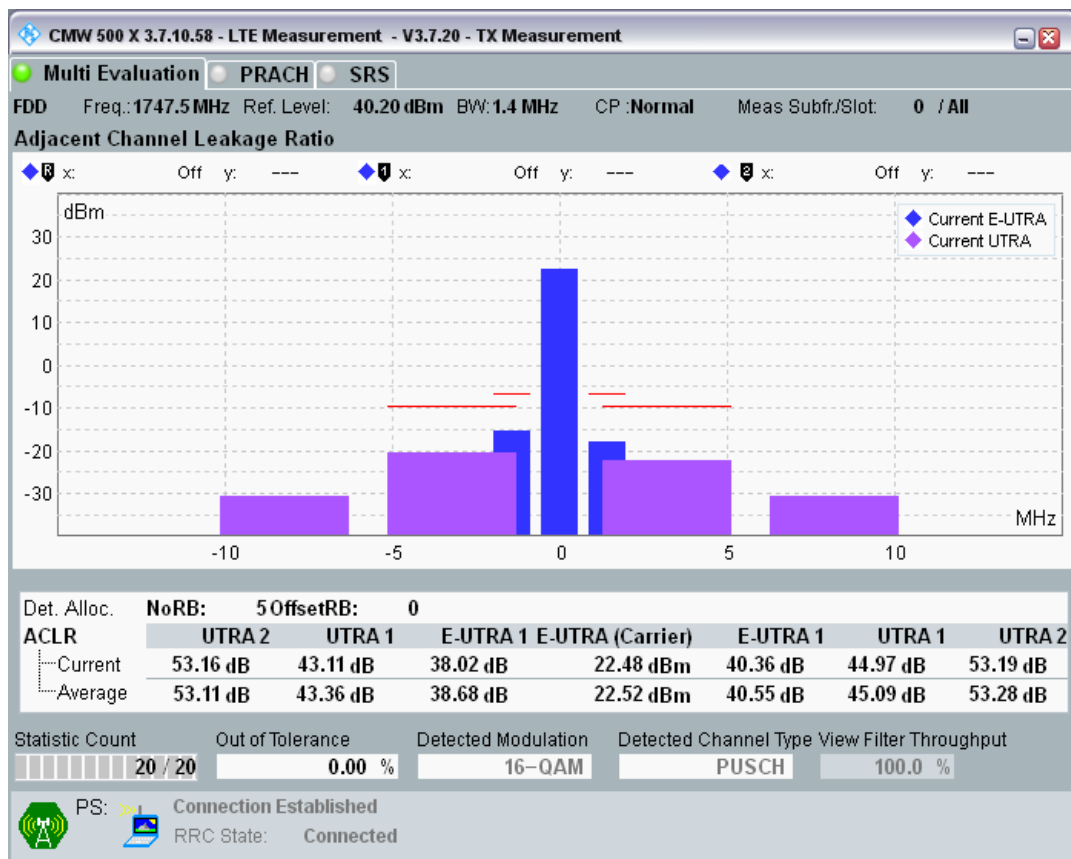 CMW 500 X 3.7.10.58 - LTE Measurement - V3.7.20 - TX Measurement
Multi Evaluation PRACH SRS
FDD Freq.:1747.5 MHz Ref. Level: 40.20 dBm BW:1.4 MHz CP :Normal Meas Subfr./Slot: 0 / All
Adjacent Channel Leakage Ratio
R x: Off y: --- 1 x: Off y: --- 2 x: Off y: ---
dBm
Current E-UTRA
Current UTRA
30
20
10
0
-10
-20
-30
MHz
-10 -5 0 5 10
Det. Alloc. NoRB: 5 OffsetRB: 0
ACLR UTRA 2 UTRA 1 E-UTRA 1 E-UTRA (Carrier) E-UTRA 1 UTRA 1 UTRA 2
Current 53.16 dB 43.11 dB 38.02 dB 22.48 dBm 40.36 dB 44.97 dB 53.19 dB
Average 53.11 dB 43.36 dB 38.68 dB 22.52 dBm 40.55 dB 45.09 dB 53.28 dB
Statistic Count Out of Tolerance Detected Modulation Detected Channel Type View Filter Throughput
20 / 20 0.00 % 16-QAM PUSCH 100.0 %
PS: Connection Established
RRC State: Connected